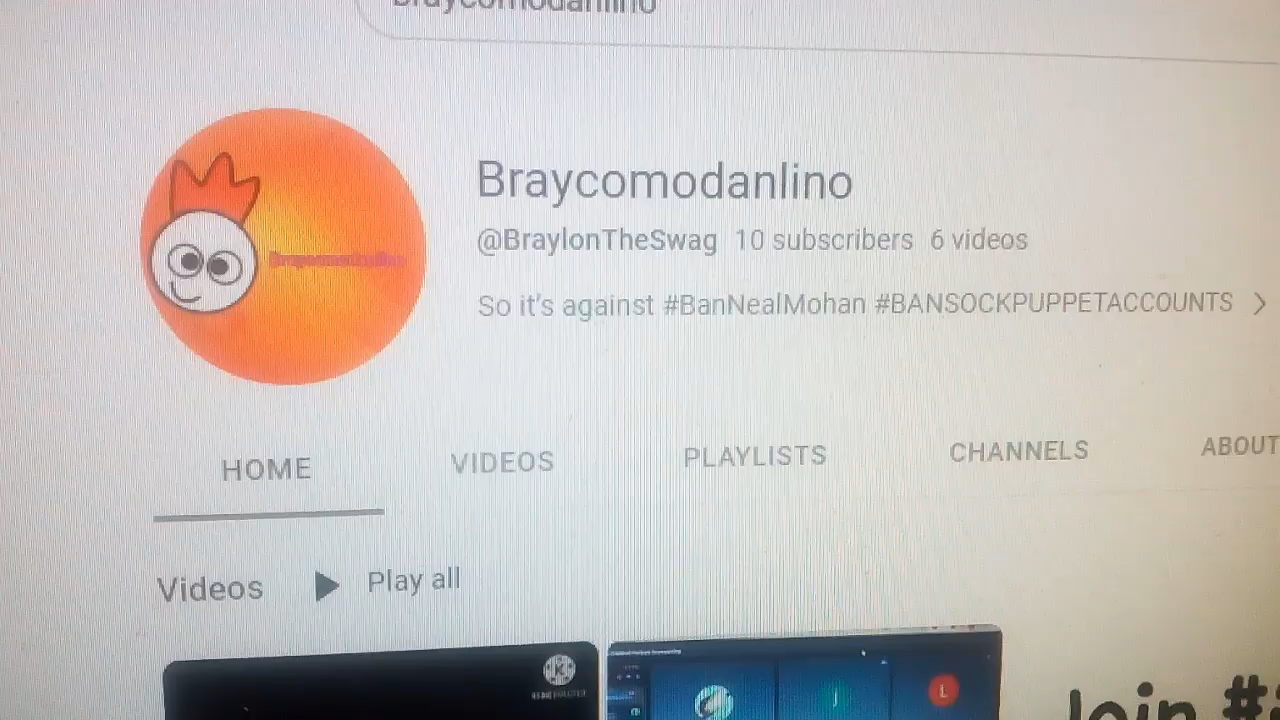 Braycomodanlino
Braycomodanlino
@BraylonTheSwag 10 subscribers 6 videos
So it's against #BanNealMohan #BANSOCKPUPPETACCOUNTS
HOME VIDEOS PLAYLISTS CHANNELS ABOUT
Videos Play all
J
L
Join